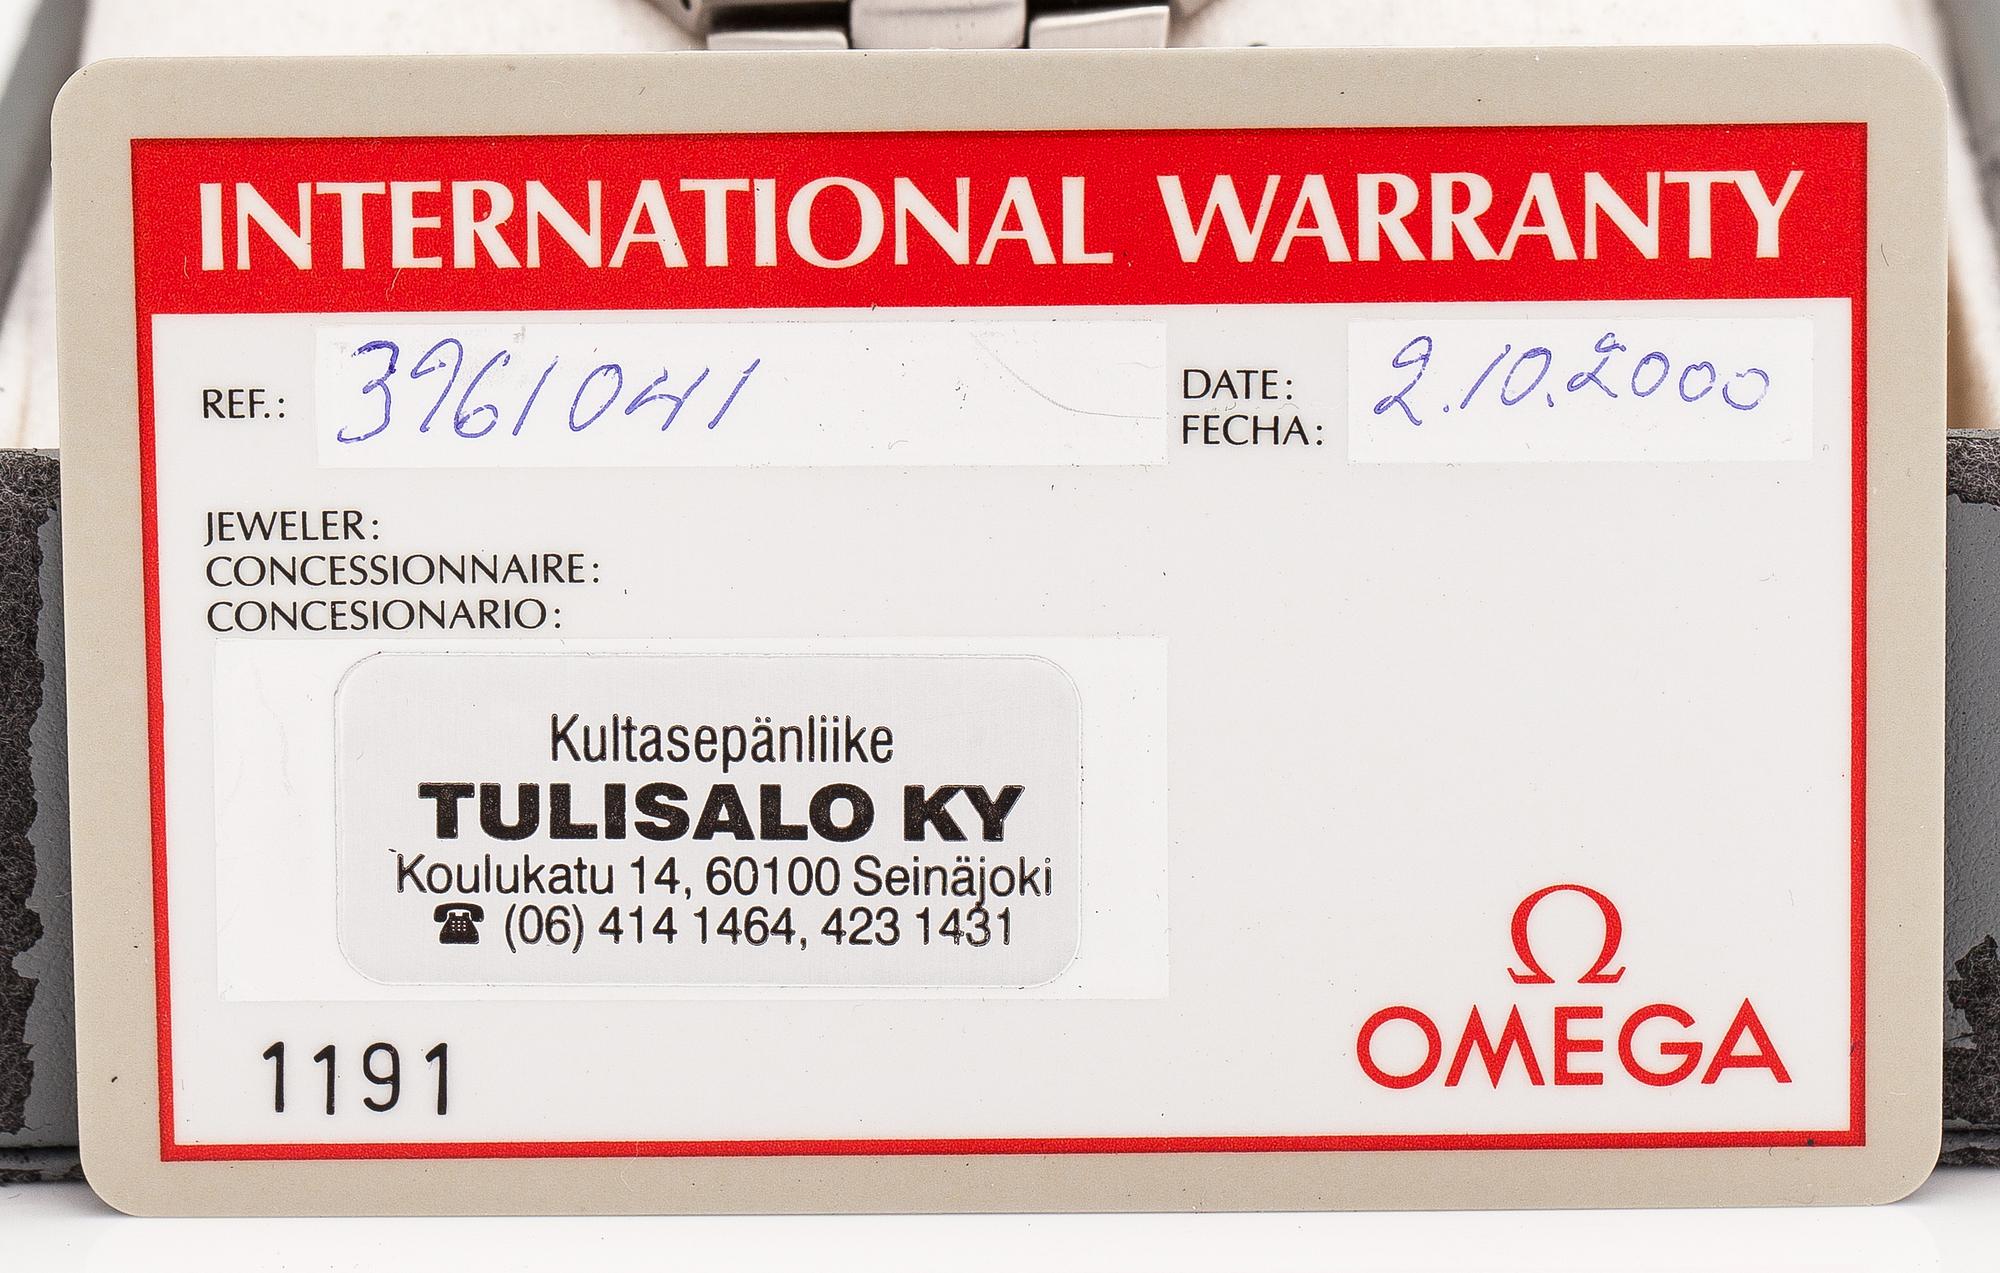 INTERNATIONAL WARRANTY
REF.: 3961041
DATE: 2.10.2000
FECHA:
JEWELER:
CONCESSIONNAIRE:
CONCESIONARIO:
Kultasepänliike
TULISALO KY
Koulukatu 14, 60100 Seinäjoki
☎ (06) 414 1464, 423 1431
1191
Ω
OMEGA